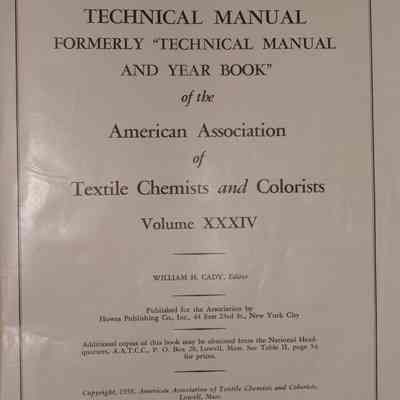 TECHNICAL MANUAL
FORMERLY "TECHNICAL MANUAL
AND YEAR BOOK"
of the
American Association
of
Textile Chemists and Colorists
Volume XXXIV
WILLIAM H. CADY, Editor
Published for the Association by
Howes Publishing Co., Inc., 44 East 23rd St., New York City
Additional copies of this book may be obtained from the National Head-
quarters, A.A.T.C.C., P. O. Box 28, Lowell, Mass. See Table II, page
for prices.
Copyright, 1958, American Association of Textile Chemists and Colorists,
Lowell, Mass.